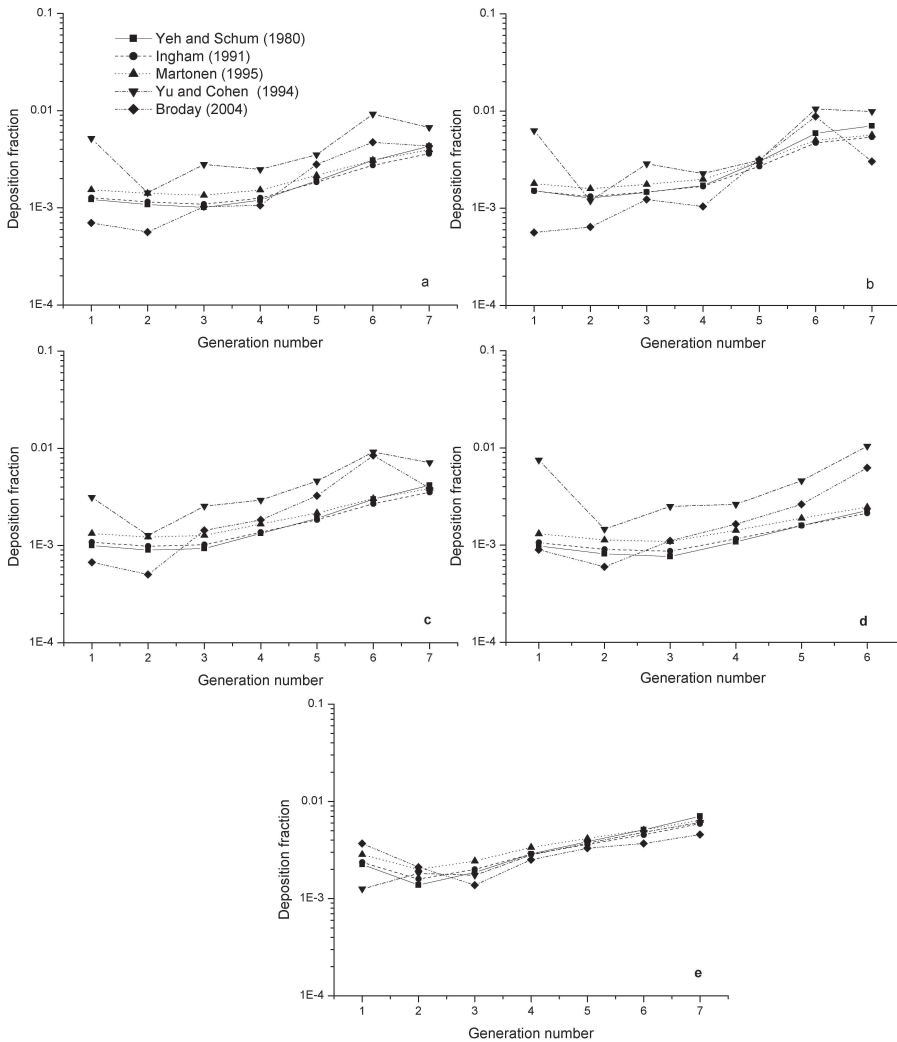 0.1
Yeh and Schum (1980)
Ingham (1991)
Martonen (1995)
Yu and Cohen (1994)
Broday (2004)
0.01
1E-3
1E-4
Deposition fraction
a
1 2 3 4 5 6 7
Generation number
0.1
0.01
1E-3
1E-4
Deposition fraction
b
1 2 3 4 5 6 7
Generation number
0.1
0.01
1E-3
1E-4
Deposition fraction
c
1 2 3 4 5 6 7
Generation number
0.1
0.01
1E-3
1E-4
Deposition fraction
d
1 2 3 4 5 6
Generation number
0.1
0.01
1E-3
1E-4
Deposition fraction
e
1 2 3 4 5 6 7
Generation number